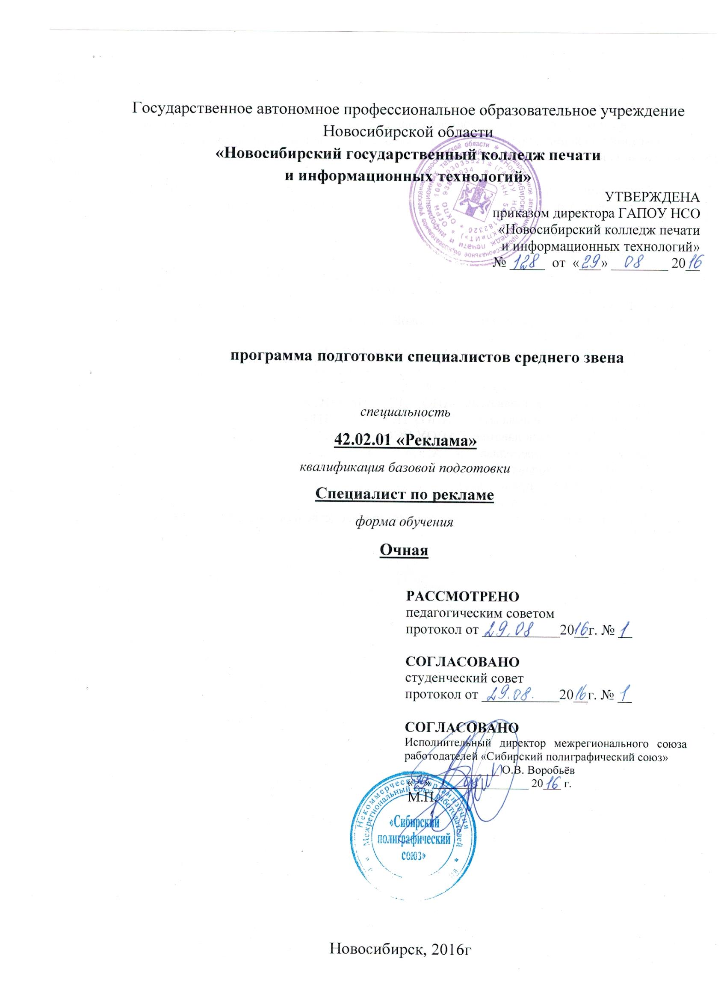 Государственное автономное профессиональное образовательное учреждение
Новосибирской области
«Новосибирский государственный колледж печати
и информационных технологий»
УТВЕРЖДЕНА
приказом директора ГАПОУ НСО
«Новосибирский колледж печати
и информационных технологий»
№ 128 от «29» 08 2016
программа подготовки специалистов среднего звена
специальность
42.02.01 «Реклама»
квалификация базовой подготовки
Специалист по рекламе
форма обучения
Очная
РАССМОТРЕНО
педагогическим советом
протокол от 29.08 2016г. № 1
СОГЛАСОВАНО
студенческий совет
протокол от 29.08. 2016г. № 1
СОГЛАСОВАНО
Исполнительный директор межрегионального союза
работодателей «Сибирский полиграфический союз»
О.В. Воробьёв
« » 2016 г.
М.П.
Некоммерческая организация
Межрегиональный союз работодателей
«Сибирский
полиграфический
союз»
Новосибирск, 2016г